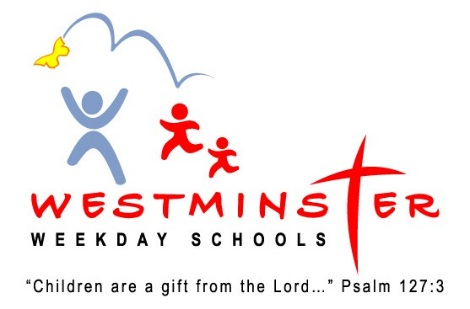 WESTMINSTER
WEEKDAY SCHOOLS
“Children are a gift from the Lord...” Psalm 127:3